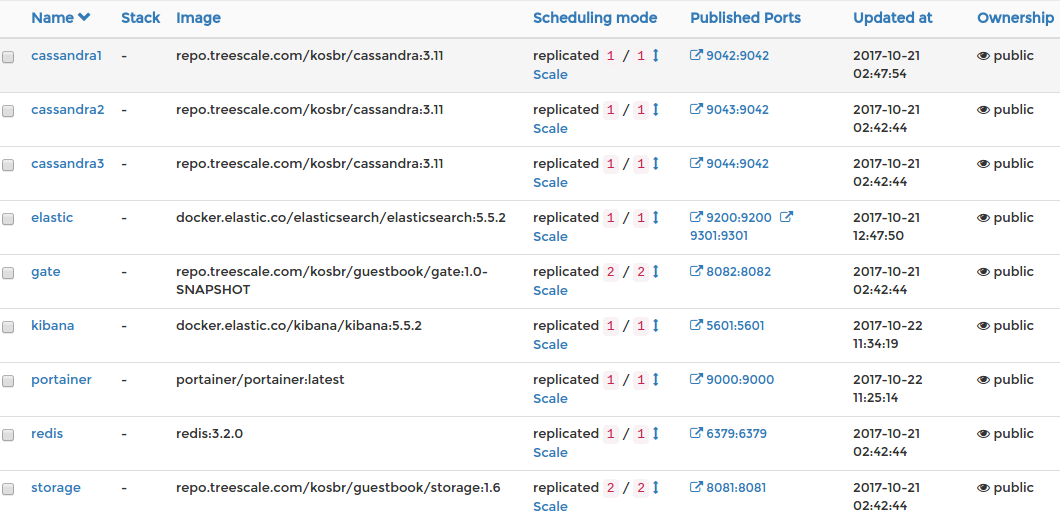 Name Stack Image Scheduling mode Published Ports Updated at Ownership
cassandra1 - repo.treescale.com/kosbr/cassandra:3.11 replicated 1 / 1 9042:9042 2017-10-21 public
Scale 02:47:54
cassandra2 - repo.treescale.com/kosbr/cassandra:3.11 replicated 1 / 1 9043:9042 2017-10-21 public
Scale 02:42:44
cassandra3 - repo.treescale.com/kosbr/cassandra:3.11 replicated 1 / 1 9044:9042 2017-10-21 public
Scale 02:42:44
elastic - docker.elastic.co/elasticsearch/elasticsearch:5.5.2 replicated 1 / 1 9200:9200 2017-10-21 public
Scale 9301:9301 12:47:50
gate - repo.treescale.com/kosbr/guestbook/gate:1.0- replicated 2 / 2 8082:8082 2017-10-21 public
SNAPSHOT Scale 02:42:44
kibana - docker.elastic.co/kibana/kibana:5.5.2 replicated 1 / 1 5601:5601 2017-10-22 public
Scale 11:34:19
portainer - portainer/portainer:latest replicated 1 / 1 9000:9000 2017-10-22 public
Scale 11:25:14
redis - redis:3.2.0 replicated 1 / 1 6379:6379 2017-10-21 public
Scale 02:42:44
storage - repo.treescale.com/kosbr/guestbook/storage:1.6 replicated 2 / 2 8081:8081 2017-10-21 public
Scale 02:42:44